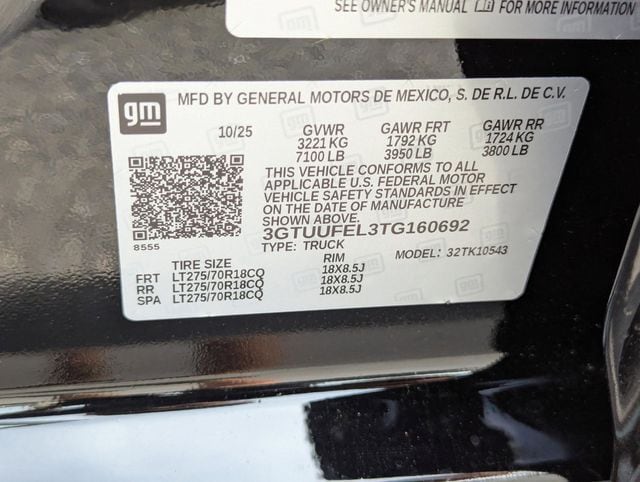 SEE OWNER'S MANUAL FOR MORE INFORMATION
gm
MFD BY GENERAL MOTORS DE MEXICO, S. DE R.L. DE C.V.
10/25 GVWR GAWR FRT GAWR RR
3221 KG 1792 KG 1724 KG
7100 LB 3950 LB 3800 LB
THIS VEHICLE CONFORMS TO ALL
APPLICABLE U.S. FEDERAL MOTOR
VEHICLE SAFETY STANDARDS IN EFFECT
ON THE DATE OF MANUFACTURE
SHOWN ABOVE.
3GTUUFEL3TG160692
8555
TYPE: TRUCK MODEL: 32TK10543
TIRE SIZE RIM
FRT LT275/70R18CQ 18X8.5J
RR LT275/70R18CQ 18X8.5J
SPA LT275/70R18CQ 18X8.5J